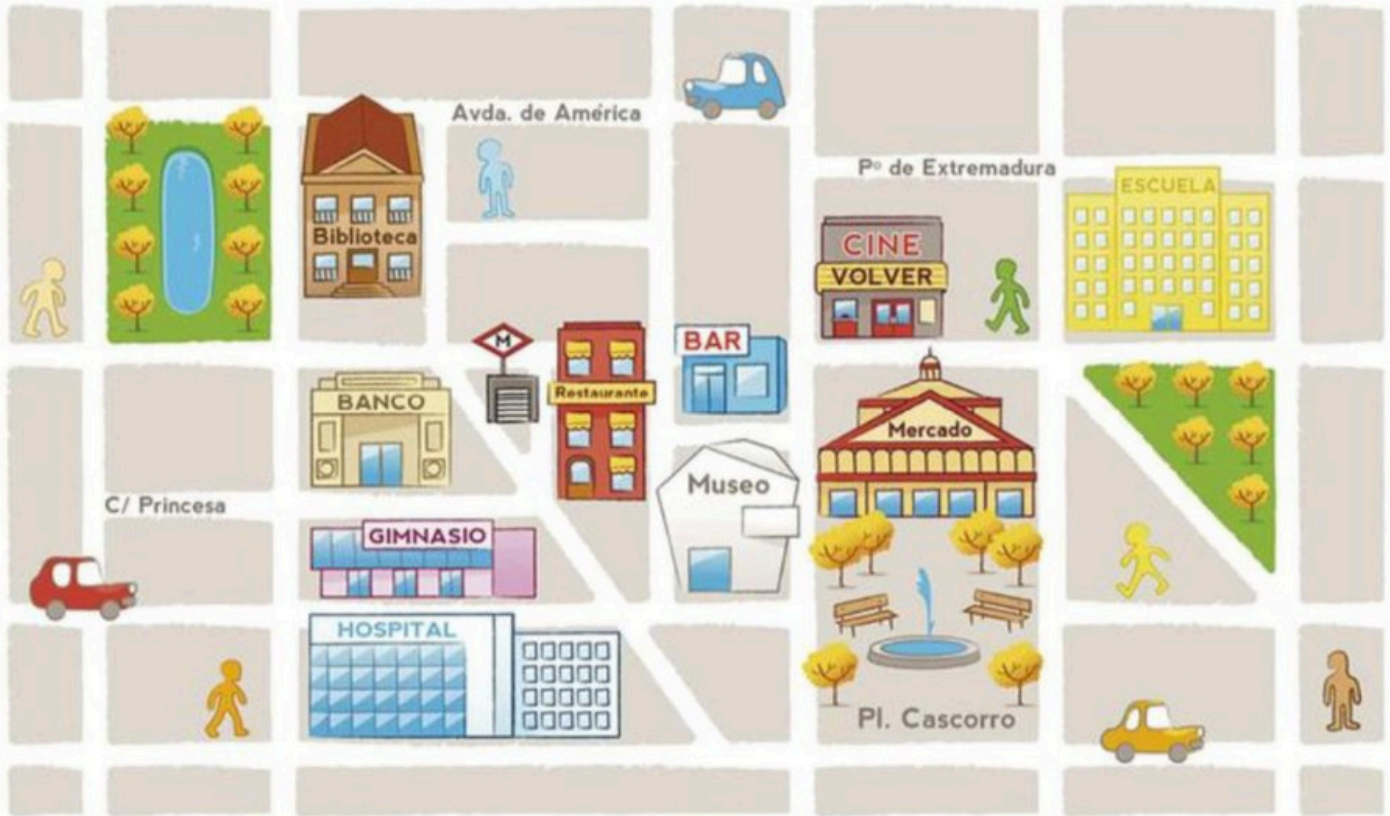 Avda. de América
Pº de Extremadura
ESCUELA
Biblioteca
CINE
VOLVER
M
BAR
Restaurante
BANCO
Mercado
Museo
C/ Princesa
GIMNASIO
HOSPITAL
Pl. Cascorro